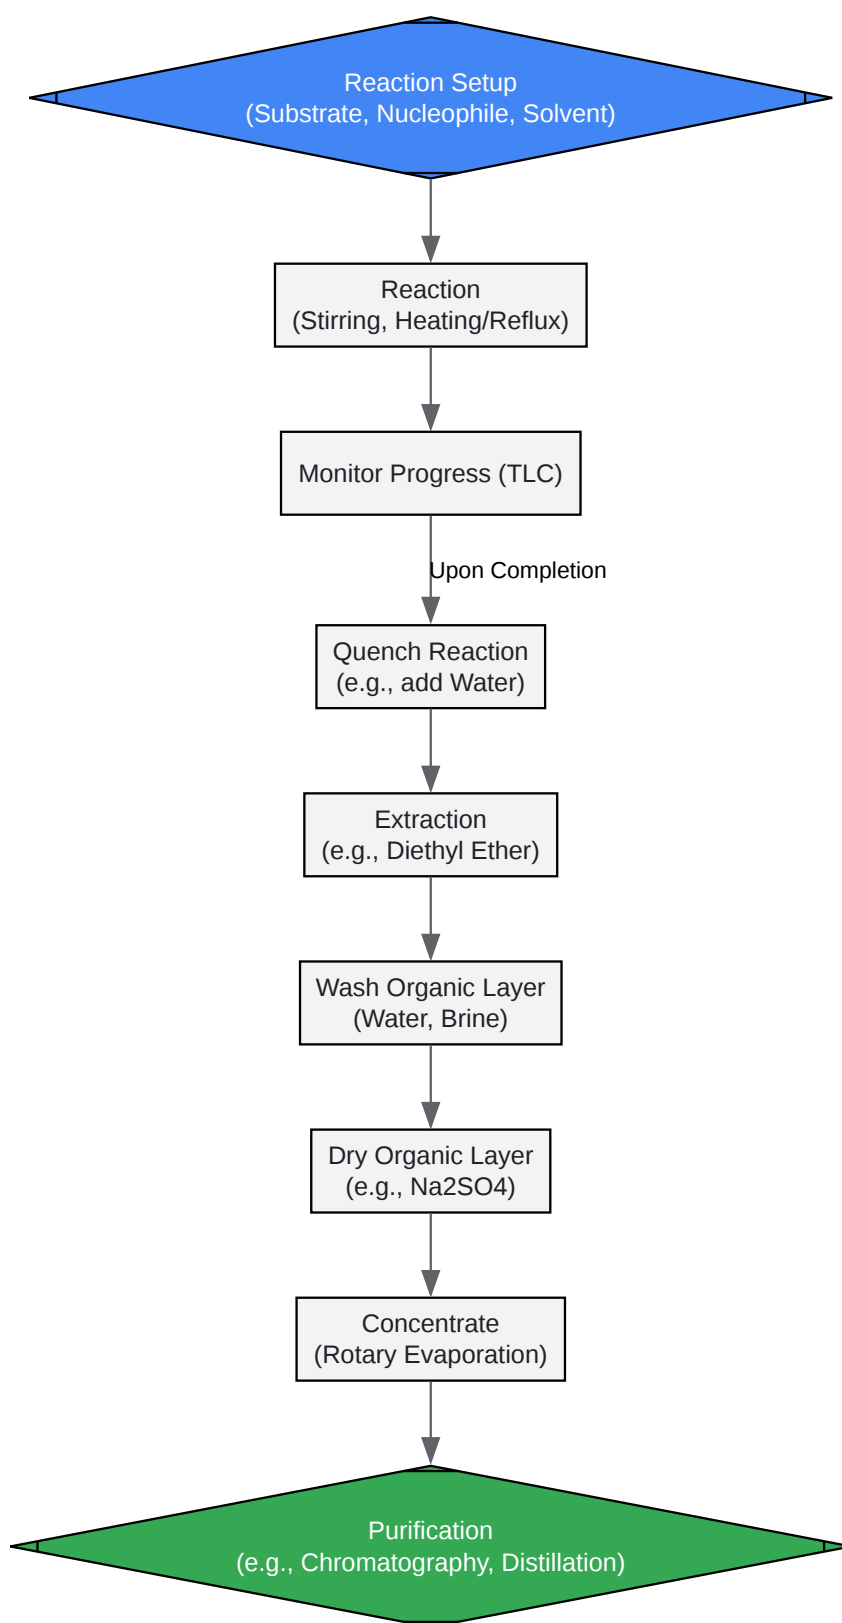 Reaction Setup
(Substrate, Nucleophile, Solvent)
Reaction
(Stirring, Heating/Reflux)
Monitor Progress (TLC)
Upon Completion
Quench Reaction
(e.g., add Water)
Extraction
(e.g., Diethyl Ether)
Wash Organic Layer
(Water, Brine)
Dry Organic Layer
(e.g., Na2SO4)
Concentrate
(Rotary Evaporation)
Purification
(e.g., Chromatography, Distillation)